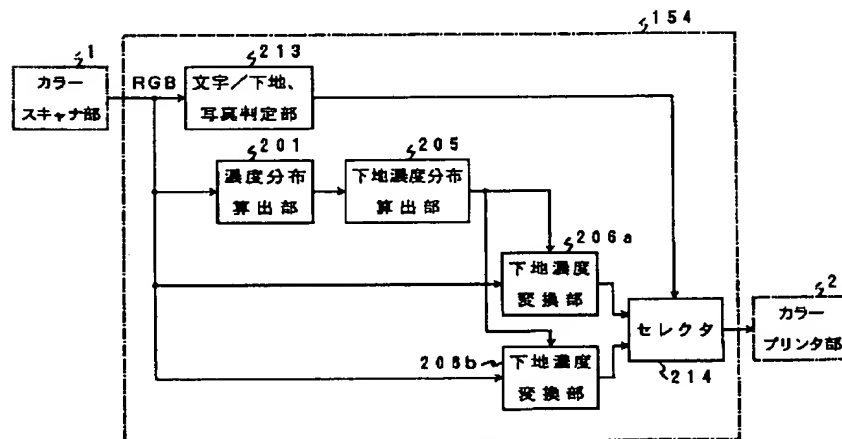 154
1
カラー
スキャナ部
RGB
213
文字／下地、
写真判定部
201
濃度分布
算出部
205
下地濃度分布
算出部
206a
下地濃度
変換部
206b
下地濃度
変換部
セレクタ
214
2
カラー
プリンタ部